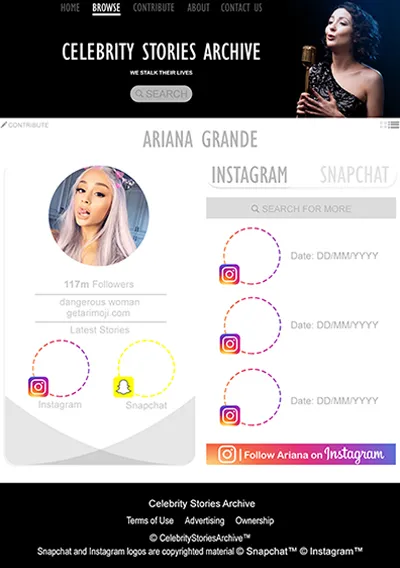 HOME BROWSE CONTRIBUTE ABOUT CONTACT US
CELEBRITY STORIES ARCHIVE
WE STALK THEIR LIVES
SEARCH
CONTRIBUTE
ARIANA GRANDE
117m Followers
dangerous woman
getarimoji.com
Latest Stories
Instagram Snapchat
INSTAGRAM SNAPCHAT
SEARCH FOR MORE
Date: DD/MM/YYYY
Date: DD/MM/YYYY
Date: DD/MM/YYYY
| Follow Ariana on Instagram
Celebrity Stories Archive
Terms of Use Advertising Ownership
© CelebrityStoriesArchive™
Snapchat and Instagram logos are copyrighted material © Snapchat™ © Instagram™